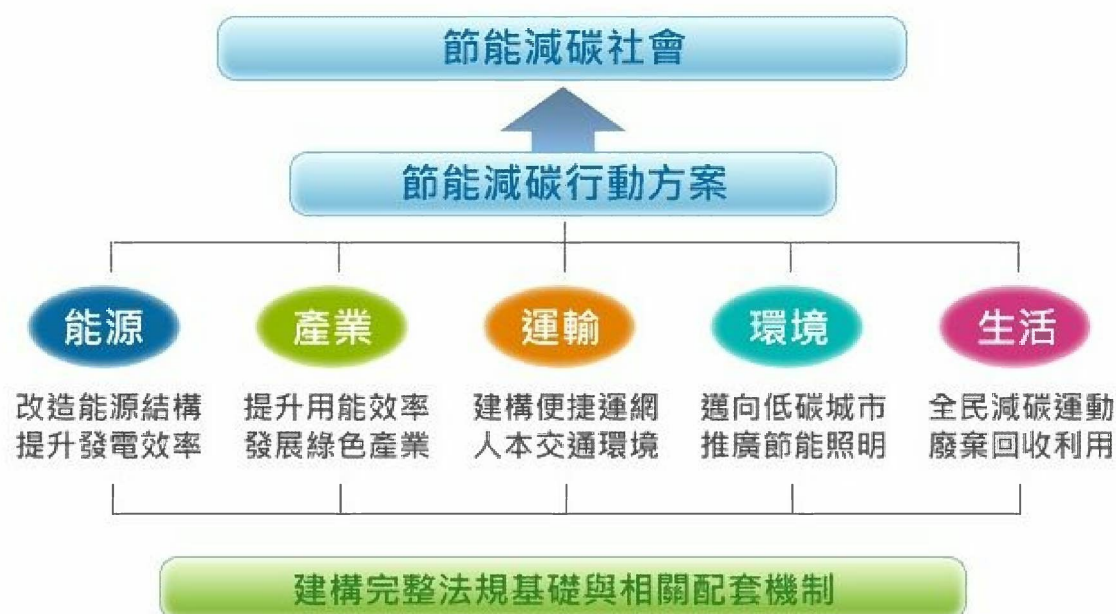 節能減碳社會
節能減碳行動方案
能源
產業
運輸
環境
生活
改造能源結構
提升發電效率
提升用能效率
發展綠色產業
建構便捷運網
人本交通環境
邁向低碳城市
推廣節能照明
全民減碳運動
廢棄回收利用
建構完整法規基礎與相關配套機制